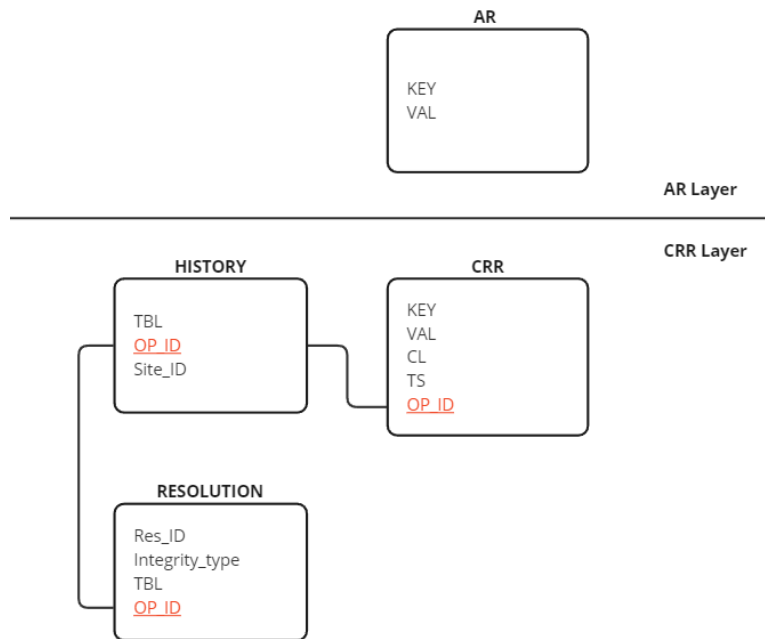 AR
KEY
VAL
AR Layer
CRR Layer
HISTORY
TBL
OP_ID
Site_ID
CRR
KEY
VAL
CL
TS
OP_ID
RESOLUTION
Res_ID
Integrity_type
TBL
OP_ID